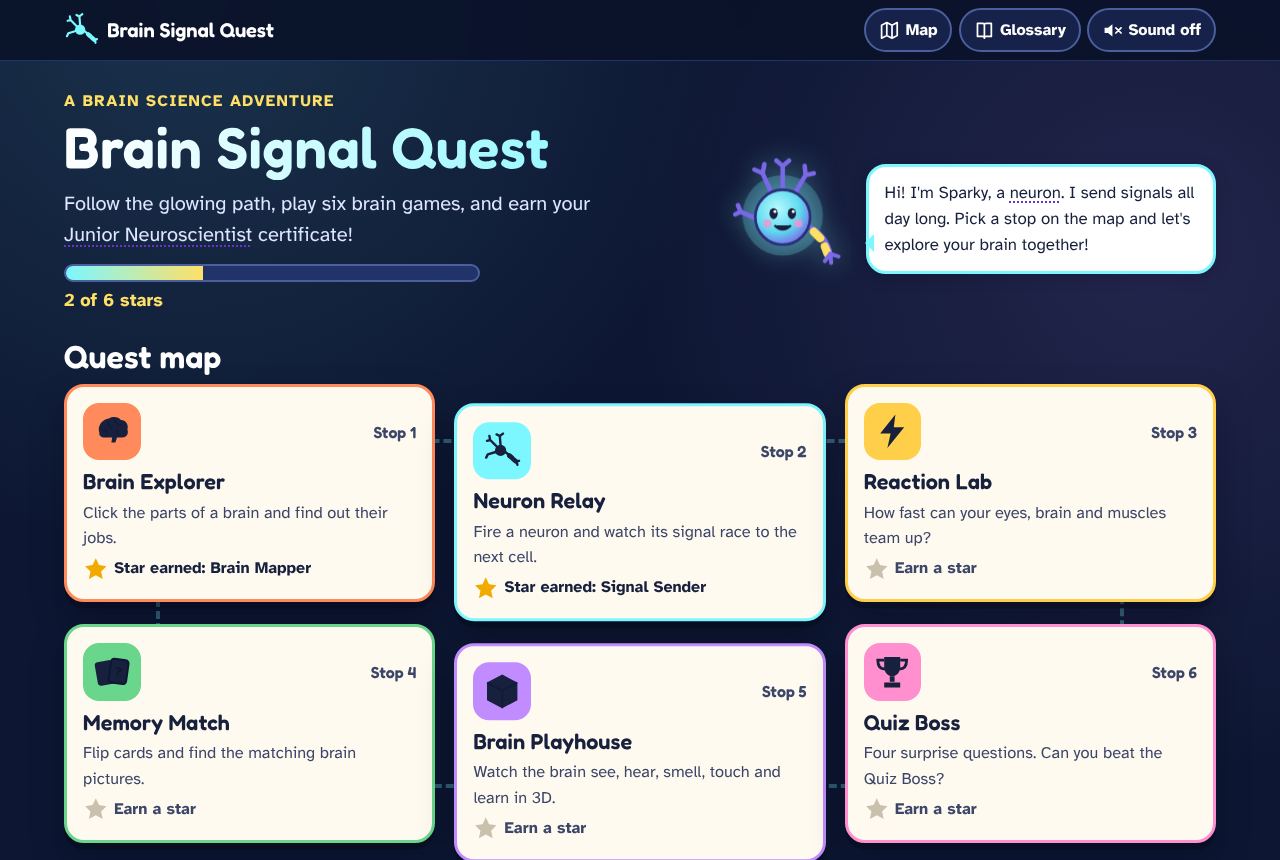 Brain Signal Quest
Map
Glossary
Sound off
A BRAIN SCIENCE ADVENTURE
Brain Signal Quest
Follow the glowing path, play six brain games, and earn your
Junior Neuroscientist certificate!
2 of 6 stars
Hi! I'm Sparky, a neuron. I send signals all
day long. Pick a stop on the map and let's
explore your brain together!
Quest map
Stop 1
Brain Explorer
Click the parts of a brain and find out their
jobs.
Star earned: Brain Mapper
Stop 2
Neuron Relay
Fire a neuron and watch its signal race to the
next cell.
Star earned: Signal Sender
Stop 3
Reaction Lab
How fast can your eyes, brain and muscles
team up?
Earn a star
Stop 4
Memory Match
Flip cards and find the matching brain
pictures.
Earn a star
Stop 5
Brain Playhouse
Watch the brain see, hear, smell, touch and
learn in 3D.
Earn a star
Stop 6
Quiz Boss
Four surprise questions. Can you beat the
Quiz Boss?
Earn a star